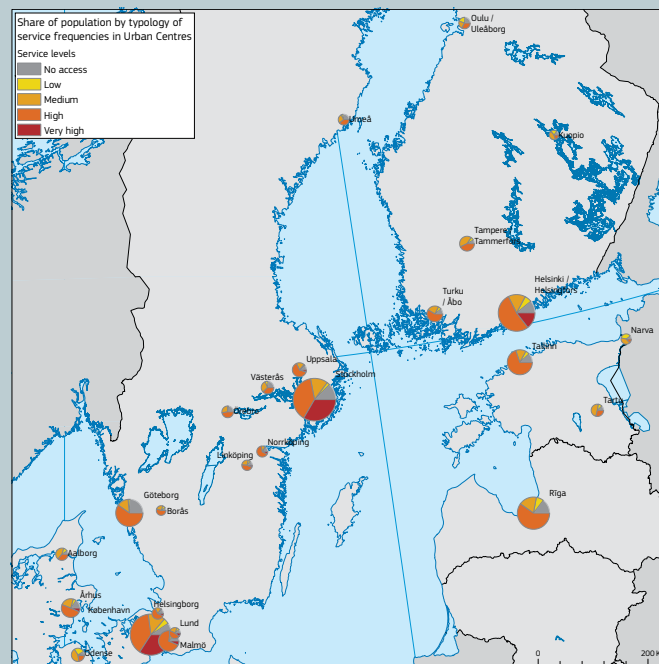 Share of population by typology of
service frequencies in Urban Centres
Service levels
No access
Low
Medium
High
Very high
Oulu /
Uleåborg
Umeå
Kuopio
Tampere /
Tammerfors
Helsinki /
Helsingfors
Turku
/ Åbo
Narva
Tallinn
Uppsala
Stockholm
Västerås
Örebro
Tartu
Norrköping
Linköping
Göteborg
Borås
Rīga
Aalborg
Århus
Helsingborg
København
Lund
Malmö
Odense
0
200 K